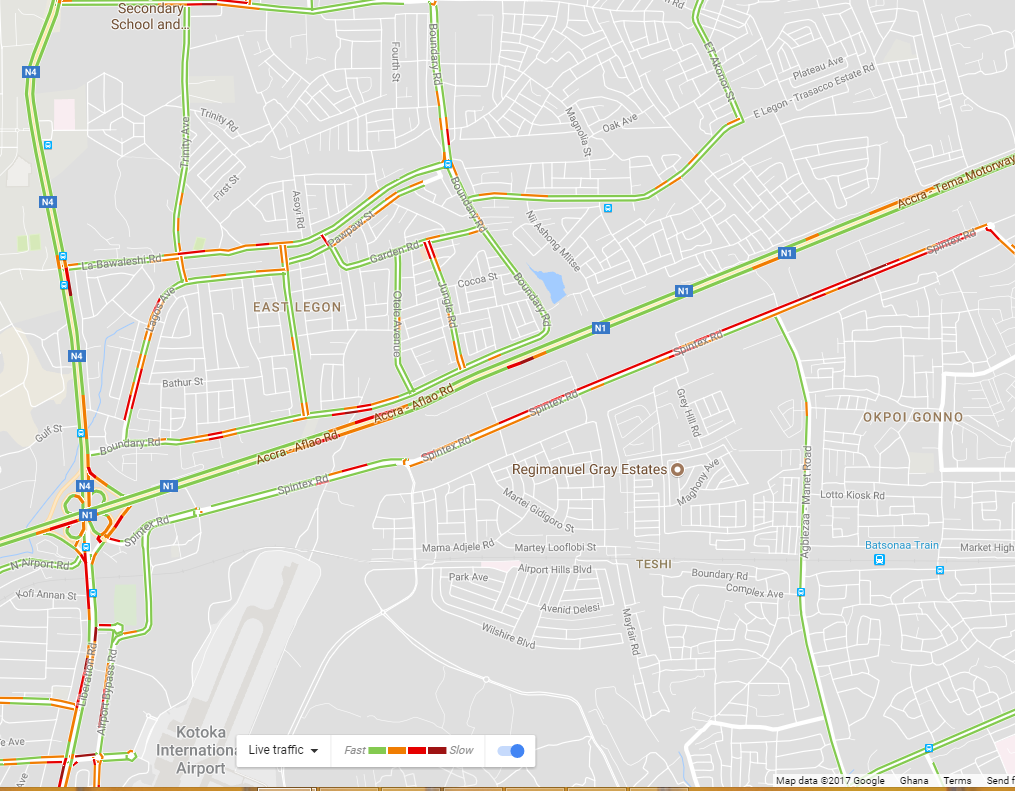 Secondary
School and...
Boundary Rd
Fourth St
N4
ET Akonor St
Plateau Ave
E Legon - Trasacco Estate Rd
Magnolia St
Oak Ave
Trinity Rd
Trinity Ave
First St
N4
Asoyi Rd
Pawpaw St
Boundary Rd
Accra - Tema Motorway
Nii Ashong Mlitse
Spintex Rd
La-Bawaleshi Rd
Garden Rd
N1
Cocoa St
Jungle Rd
Otele Avenue
Boundary Rd
N1
EAST LEGON
Lagos Ave
N1
Spintex Rd
N4
Bathur St
Accra - Aflao Rd
Spintex Rd
Grey Hill Rd
OKPOI GONNO
Gulf St
Boundary Rd
Accra - Aflao Rd
Spintex Rd
Regimanuel Gray Estates
Maghony Ave
Agblezaa - Manet Road
N4
N1
Spintex Rd
Martei Gidigoro St
Lotto Kiosk Rd
N1
Spintex Rd
Mama Adjele Rd
Martey Looflobi St
Batsonaa Train
Market High
N Airport Rd
TESHI
Park Ave
Airport Hills Blvd
Boundary Rd
Complex Ave
Kofi Annan St
Avenid Delesi
Mayfair Rd
Wilshire Blvd
Liberation Rd
Airport Bypass Rd
Kotoka
Internationa
Airport
Live traffic
Fast
Slow
e Ave
Ave
Map data ©2017 Google
Ghana
Terms
Send f